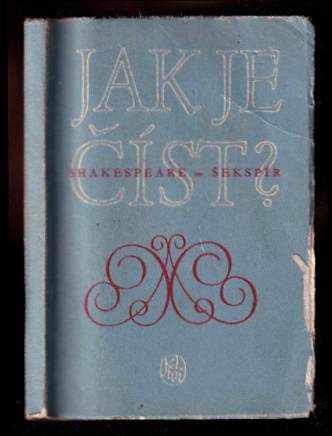 JAK JE
ČÍST?
SHAKESPEARE - ŠEKSPÍR